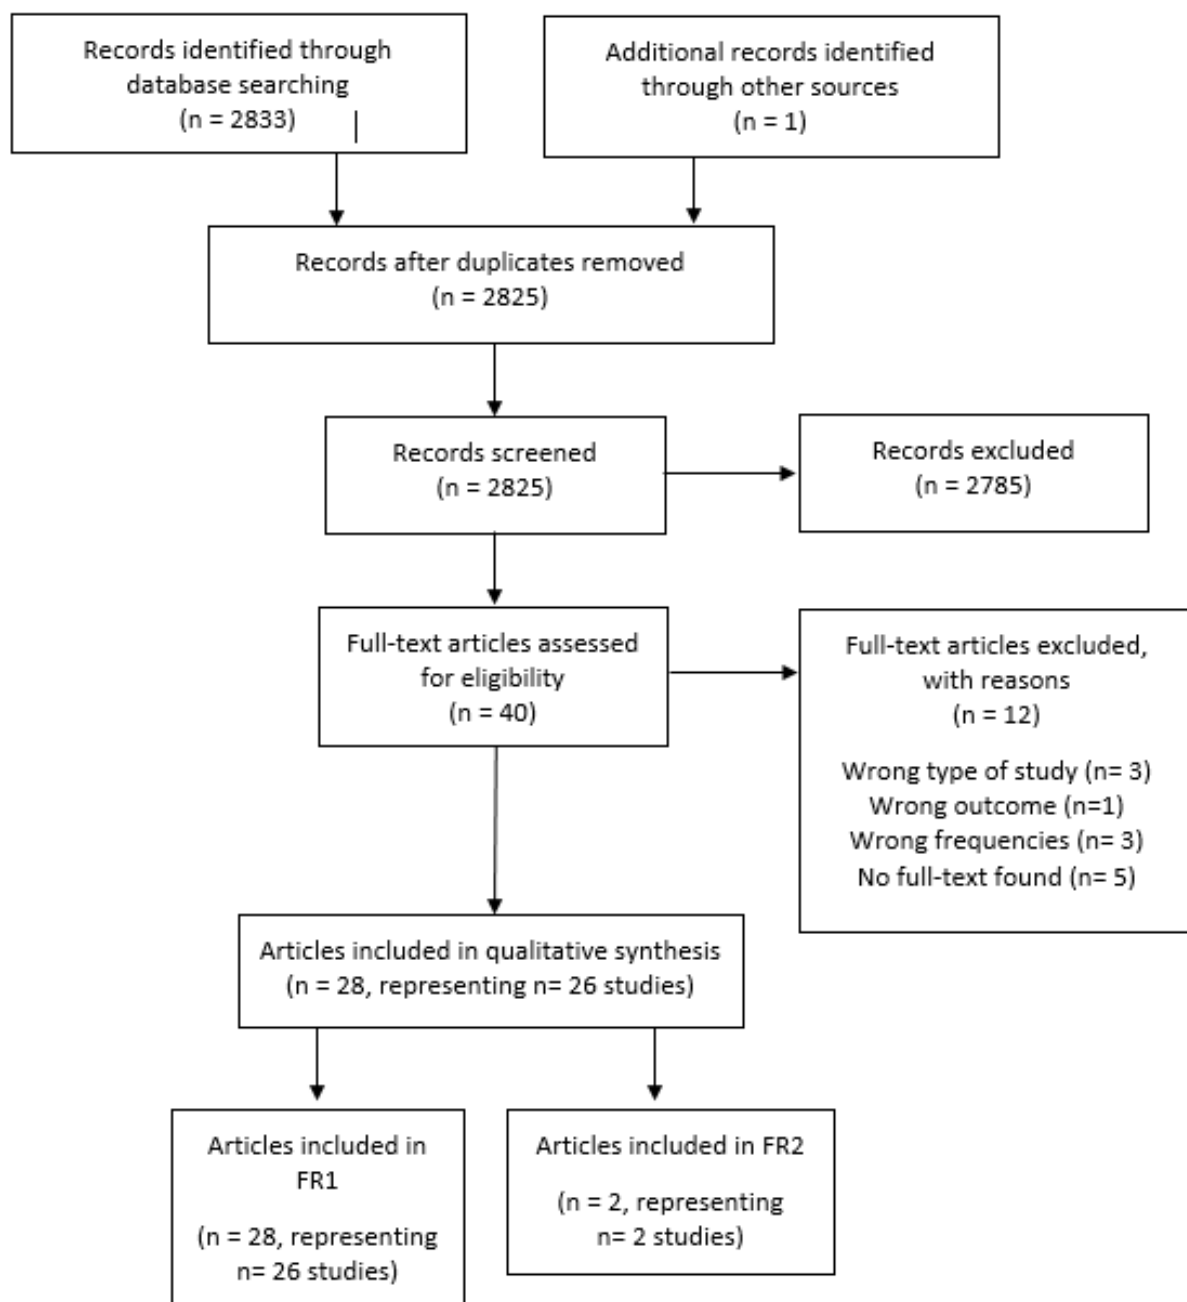 Records identified through
database searching
(n = 2833)
Additional records identified
through other sources
(n = 1)
Records after duplicates removed
(n = 2825)
Records screened
(n = 2825)
Records excluded
(n = 2785)
Full-text articles assessed
for eligibility
(n = 40)
Full-text articles excluded,
with reasons
(n = 12)
Wrong type of study (n= 3)
Wrong outcome (n=1)
Wrong frequencies (n= 3)
No full-text found (n= 5)
Articles included in qualitative synthesis
(n = 28, representing n= 26 studies)
Articles included in
FR1
(n = 28, representing
n= 26 studies)
Articles included in FR2
(n = 2, representing
n= 2 studies)